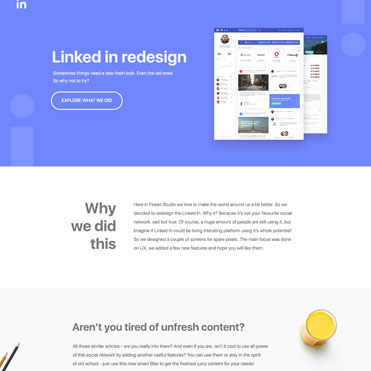 in
Linked in redesign
Sometimes things need a new fresh look. Even the old ones.
So why not to try?
EXPLORE WHAT WE DID
Why
we did
this
Here in Fireart Studio we love to make the world around us a bit better. So we
decided to redesign the Linked In. Why it? Because it's not your favourite social
network, sad but true. Of course, a huge amount of people are still using it, but
imagine if Linked In could be living interating platform using it's whole potential!
So we designed a couple of screens for spare pixels. The main focus was done
on UX, we added a few new features and hope you will like them.
Aren't you tired of unfresh content?
All those similar articles - are you really into them? And even if you are, isn't it cool to use all power
of this social network by adding another useful features? You can use them or stay in the spirit
of old school - just use this new smart filter to get the freshest juicy content for your needs!